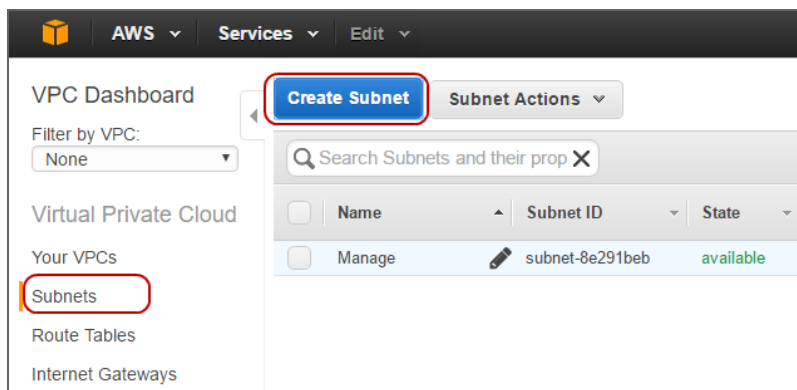 AWS Services Edit
VPC Dashboard
Filter by VPC:
None
Virtual Private Cloud
Your VPCs
Subnets
Route Tables
Internet Gateways
Create Subnet Subnet Actions
Search Subnets and their prop
Name Subnet ID State
Manage subnet-8e291beb available